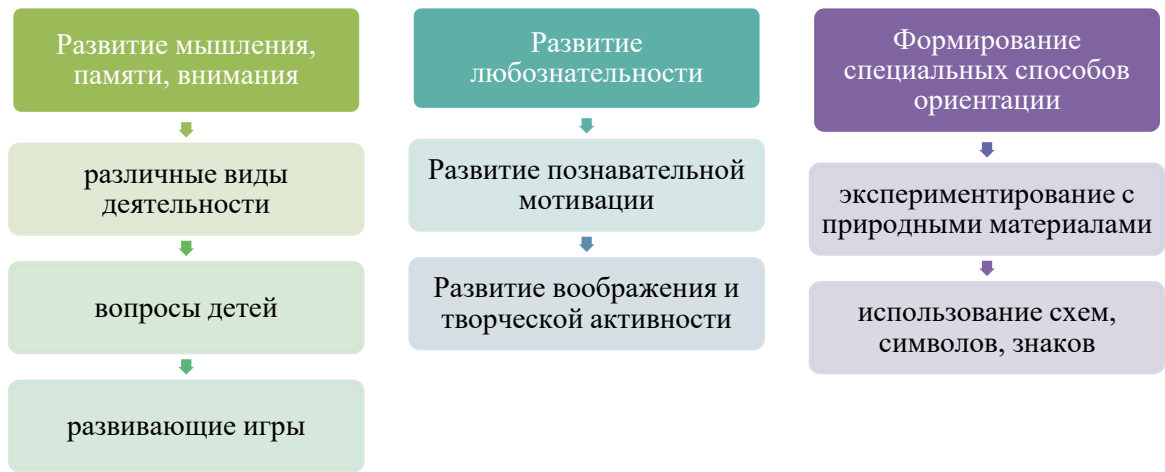 Развитие мышления,
памяти, внимания
различные виды
деятельности
вопросы детей
развивающие игры
Развитие
любознательности
Развитие познавательной
мотивации
Развитие воображения и
творческой активности
Формирование
специальных способов
ориентации
экспериментирование с
природными материалами
использование схем,
символов, знаков